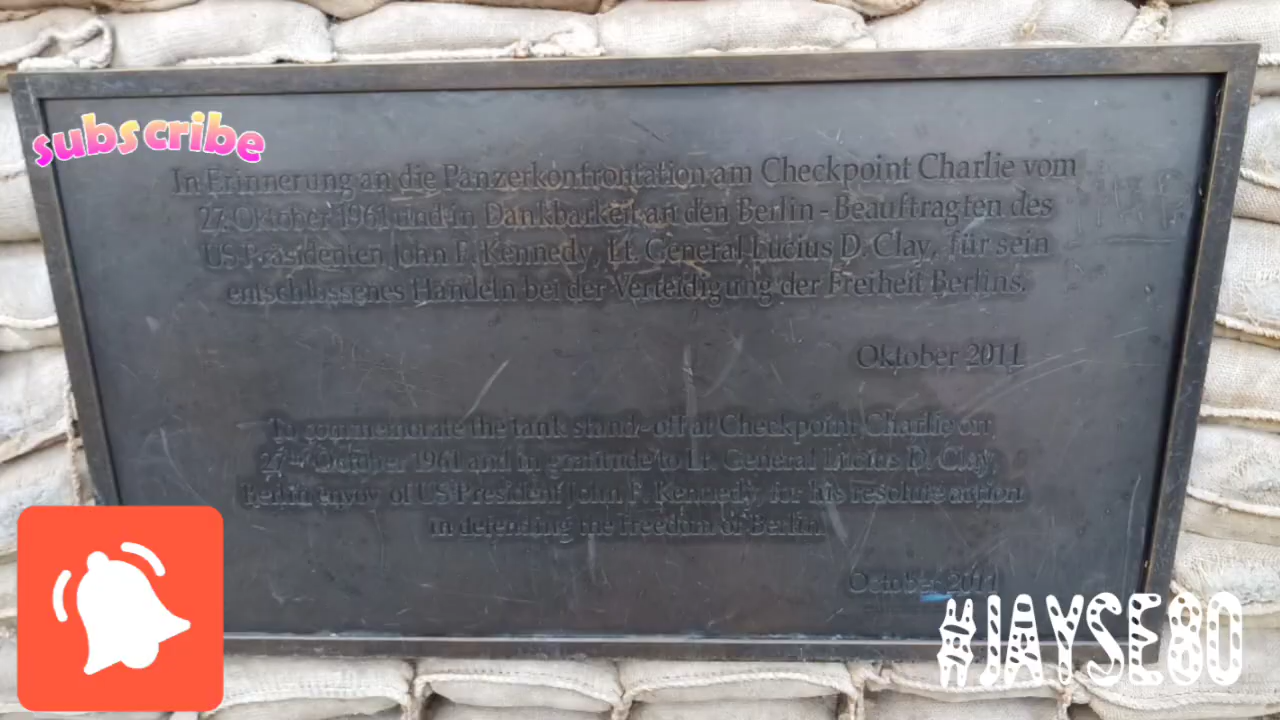 subscribe
In Erinnerung an die Panzerkonfrontation am Checkpoint Charlie vom
27. Oktober 1961 und in Dankbarkeit an den Berlin-Beauftragten des
US Präsidenten John F. Kennedy, Lt. General Lucius D. Clay, für sein
entschlossenes Handeln bei der Verteidigung der Freiheit Berlins.
Oktober 2011
To commemorate the tank stand-off at Checkpoint Charlie on
27th October 1961 and in gratitude to Lt. General Lucius D. Clay,
Berlin envoy of US President John F. Kennedy, for his resolute action
in defending the Freedom of Berlin.
October 2011
#JAYSE80